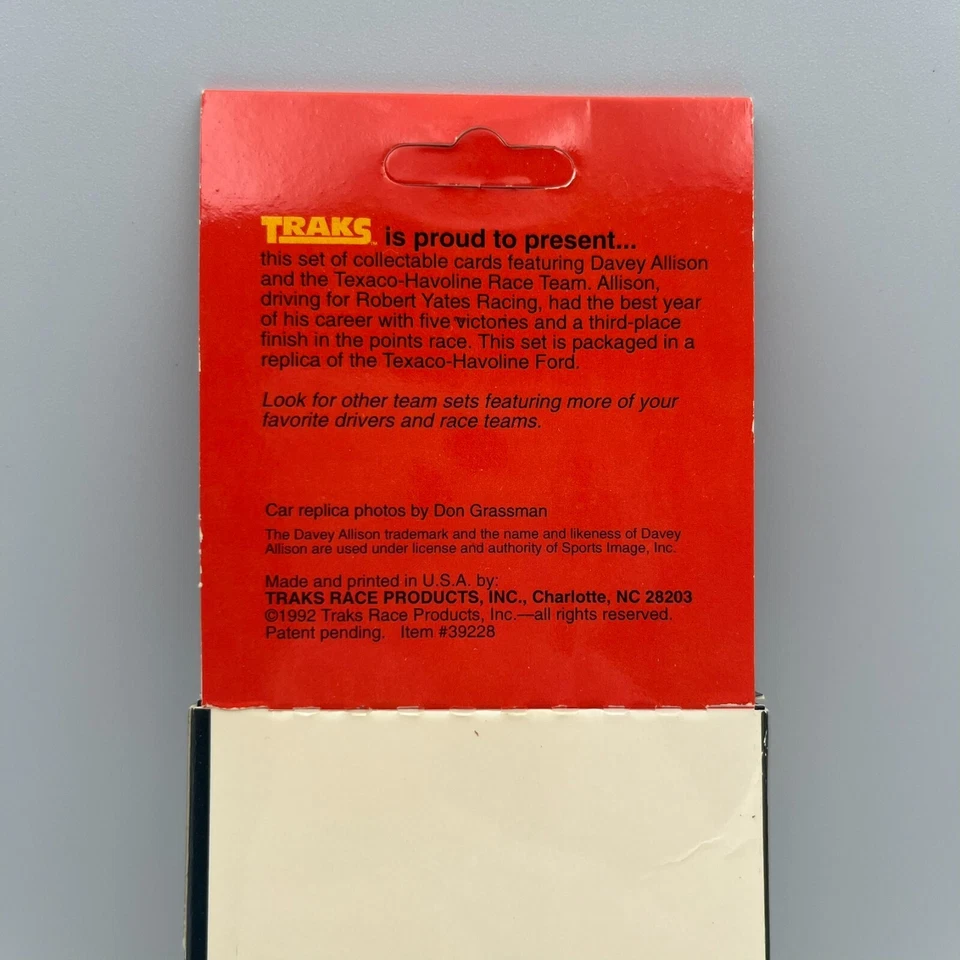 TRAKS™ is proud to present...
this set of collectable cards featuring Davey Allison
and the Texaco-Havoline Race Team. Allison,
driving for Robert Yates Racing, had the best year
of his career with five victories and a third-place
finish in the points race. This set is packaged in a
replica of the Texaco-Havoline Ford.
Look for other team sets featuring more of your
favorite drivers and race teams.
Car replica photos by Don Grassman
The Davey Allison trademark and the name and likeness of Davey
Allison are used under license and authority of Sports Image, Inc.
Made and printed in U.S.A. by:
TRAKS RACE PRODUCTS, INC., Charlotte, NC 28203
©1992 Traks Race Products, Inc.—all rights reserved.
Patent pending. Item #39228